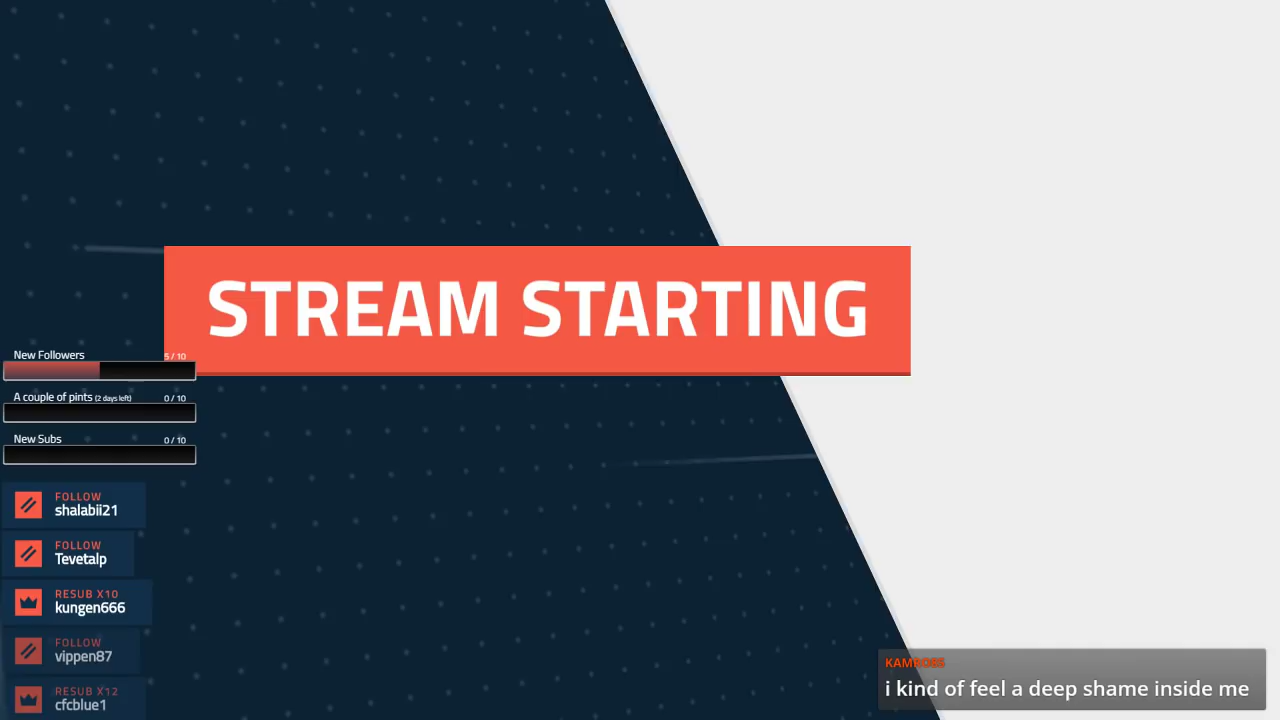 STREAM STARTING
New Followers 5 / 10
A couple of pints (2 days left) 0 / 10
New Subs 0 / 10
FOLLOW
shalabii21
FOLLOW
Tevetalp
RESUB X10
kungen666
FOLLOW
vippen87
RESUB X12
cfcblue1
i kind of feel a deep shame inside me